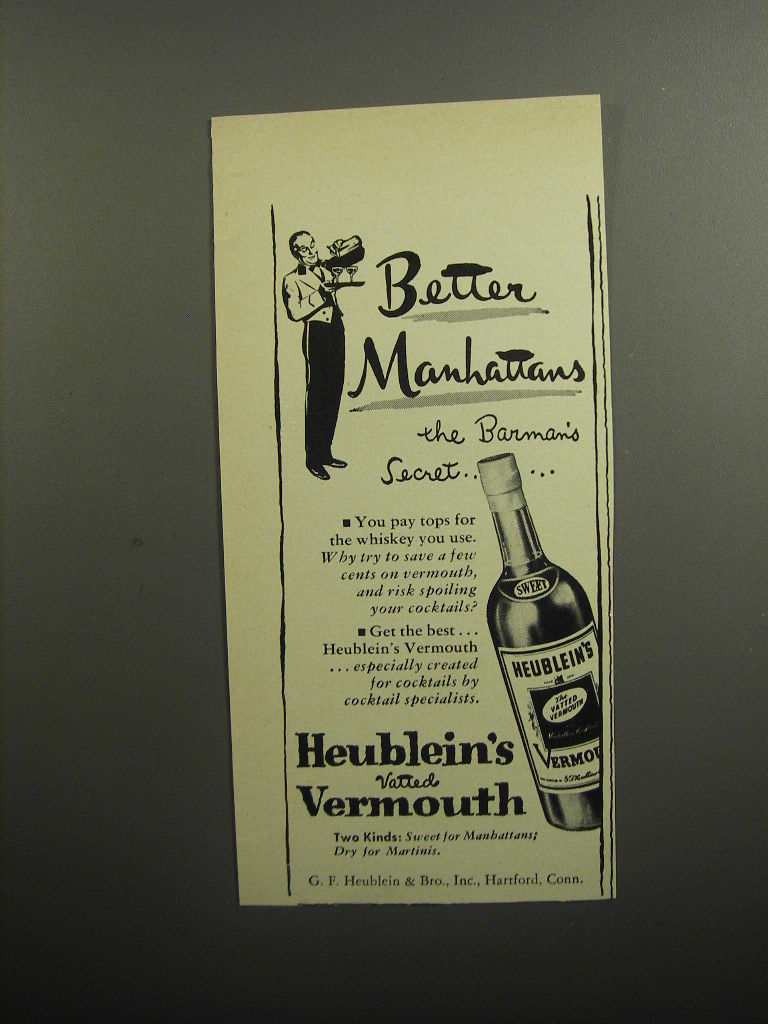 Better
Manhattans
the Barman's
Secret.. ...
■ You pay tops for
the whiskey you use.
Why try to save a few
cents on vermouth,
and risk spoiling
your cocktails?
■ Get the best ...
Heublein's Vermouth
... especially created
for cocktails by
cocktail specialists.
SWEET
HEUBLEIN'S
The
VATTED
VERMOUTH
VERMOU
Heublein's
Vatted
Vermouth
Two Kinds: Sweet for Manhattans;
Dry for Martinis.
G. F. Heublein & Bro., Inc., Hartford, Conn.